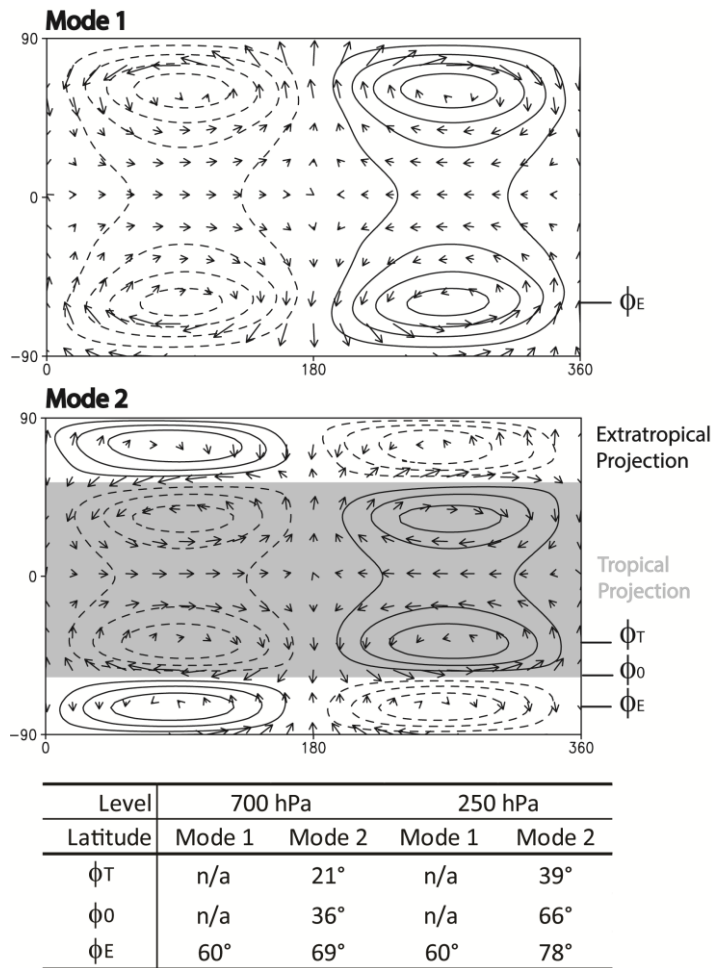 Mode 1
90
0
−90
0
180
360
ϕE
Mode 2
90
0
−90
0
180
360
Extratropical
Projection
Tropical
Projection
ϕT
ϕ0
ϕE
Level 700 hPa 250 hPa
Latitude Mode 1 Mode 2 Mode 1 Mode 2
ϕT n/a 21° n/a 39°
ϕ0 n/a 36° n/a 66°
ϕE 60° 69° 60° 78°